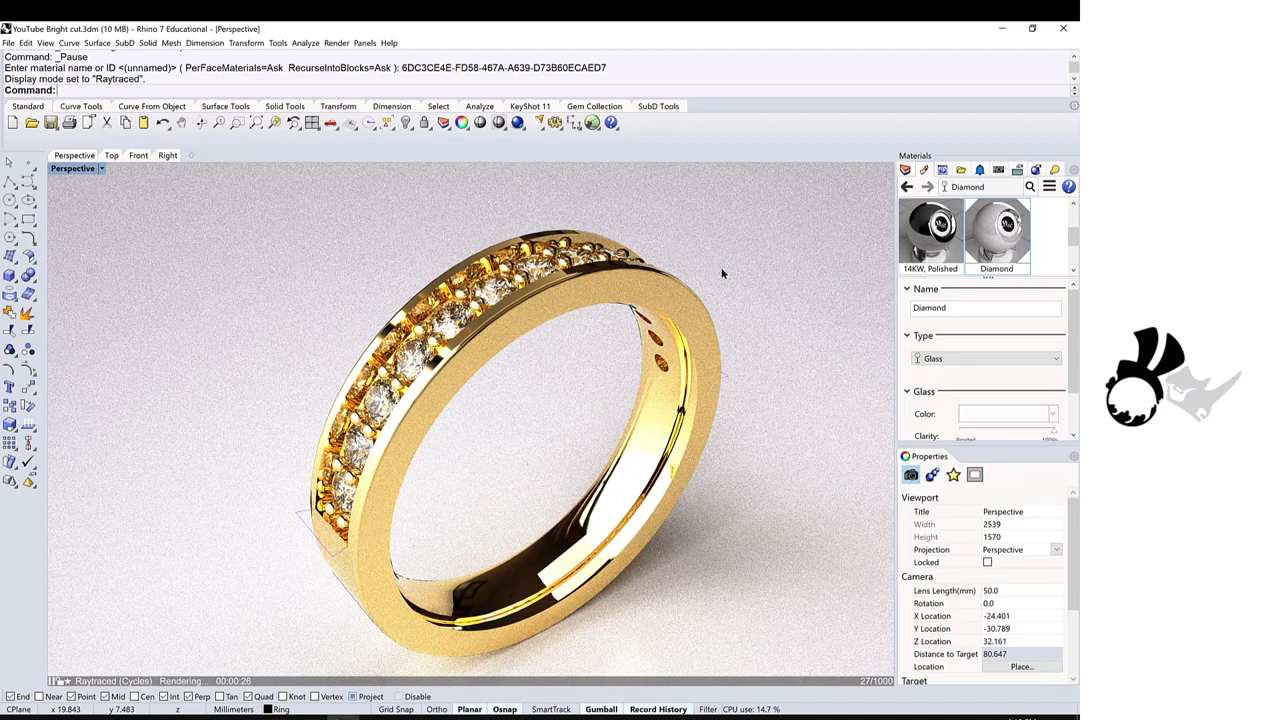 YouTube Bright cut.3dm (10 MB) - Rhino 7 Educational - [Perspective]
File Edit View Curve Surface SubD Solid Mesh Dimension Transform Tools Analyze Render Panels Help
Command: _Pause
Enter material name or ID <(unnamed)> ( PerFaceMaterials=Ask RecurseIntoBlocks=Ask ): 6DC3CE4E-FD58-467A-A639-D73B60ECAED7
Display mode set to "Raytraced".
Command:
Standard Curve Tools Curve From Object Surface Tools Solid Tools Transform Dimension Select Analyze KeyShot 11 Gem Collection SubD Tools
Perspective Top Front Right
Perspective
Materials
Diamond
14KW, Polished Diamond
Name
Diamond
Type
Glass
Glass
Color:
Clarity:
100%
Properties
Viewport
Title Perspective
Width 2539
Height 1570
Projection Perspective
Locked
Camera
Lens Length(mm) 50.0
Rotation 0.0
X Location -24.401
Y Location -30.789
Z Location 32.161
Distance to Target 80.647
Location Place...
Target
Raytraced (Cycles) Rendering... 00:00:26 27/1000
End Near Point Mid Cen Int Perp Tan Quad Knot Vertex Project Disable
CPlane x 19.843 y 7.483 z Millimeters Ring Grid Snap Ortho Planar Osnap SmartTrack Gumball Record History Filter CPU use: 14.7 %